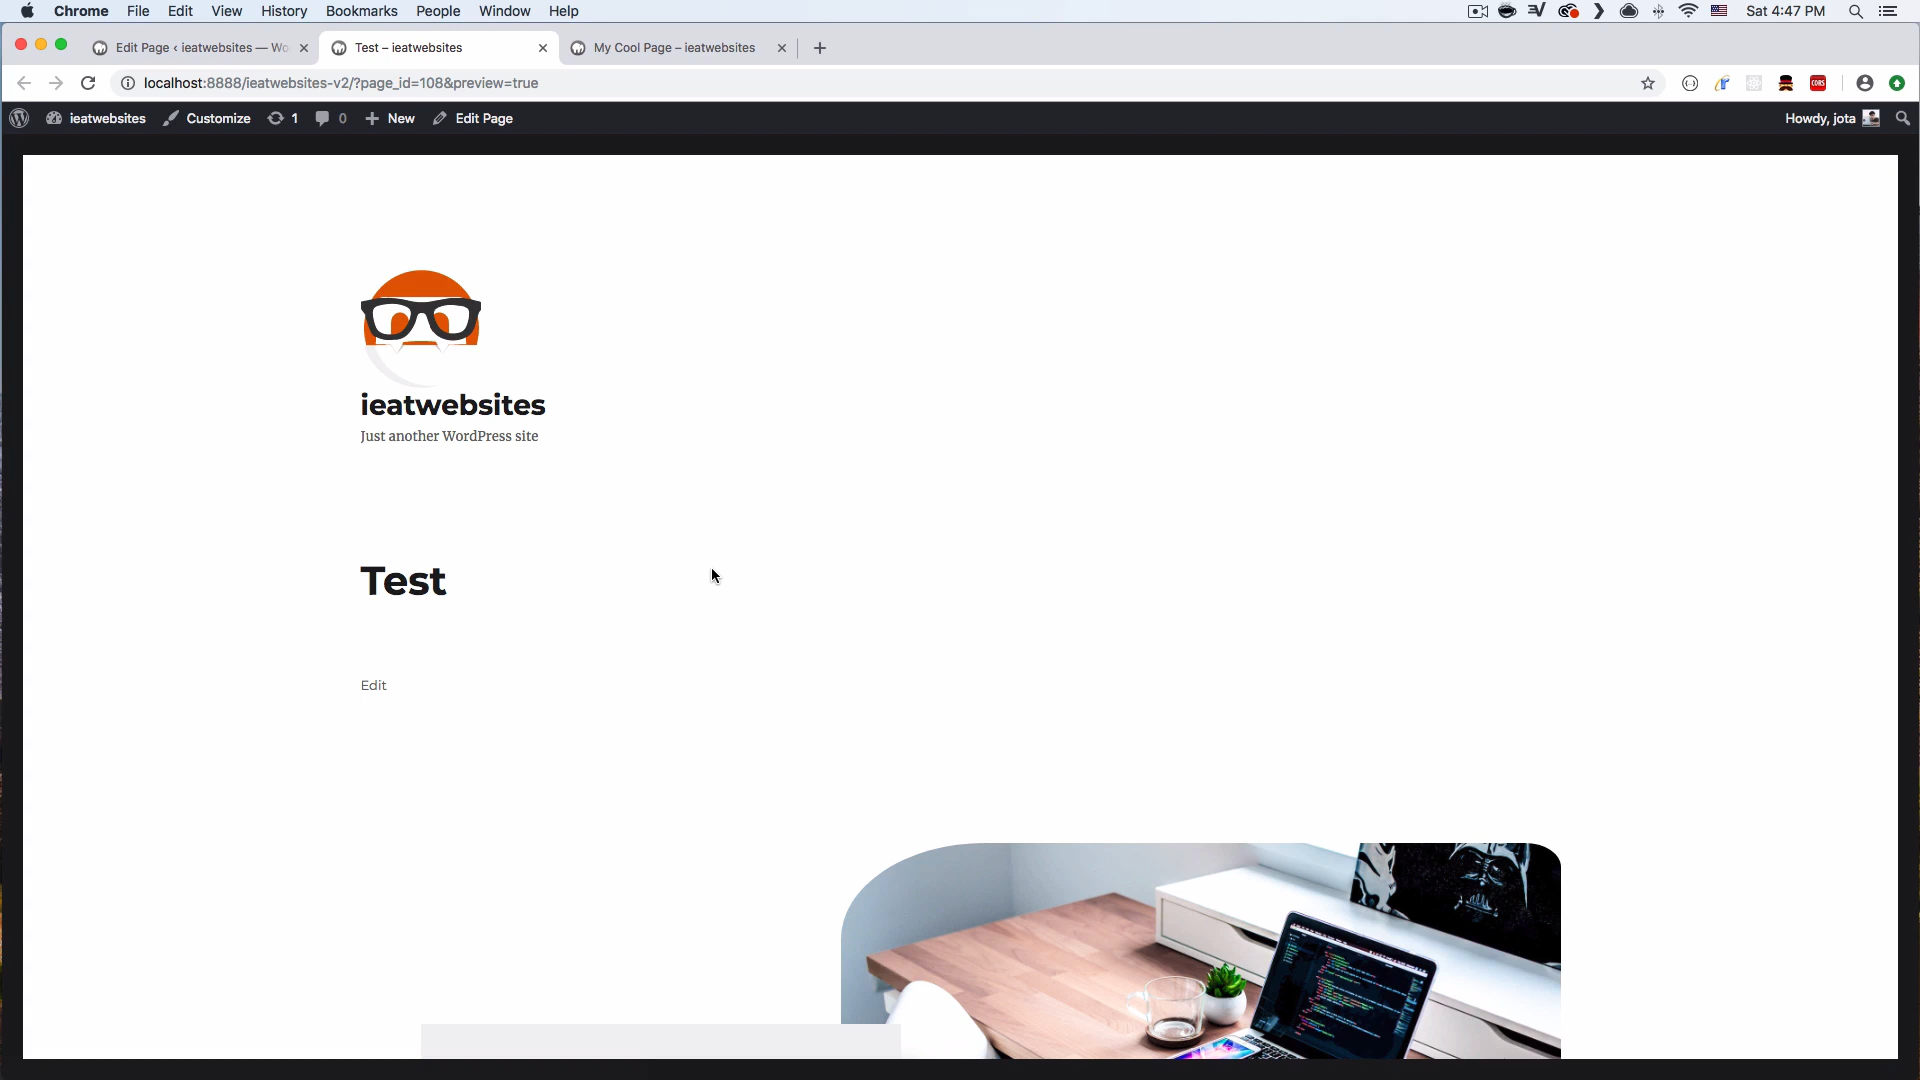 Chrome File Edit View History Bookmarks People Window Help Sat 4:47 PM
Edit Page ‹ ieatwebsites — Wo Test – ieatwebsites My Cool Page – ieatwebsites
localhost:8888/ieatwebsites-v2/?page_id=108&preview=true CORS
ieatwebsites Customize 1 0 New Edit Page Howdy, jota
ieatwebsites
Just another WordPress site
Test
Edit